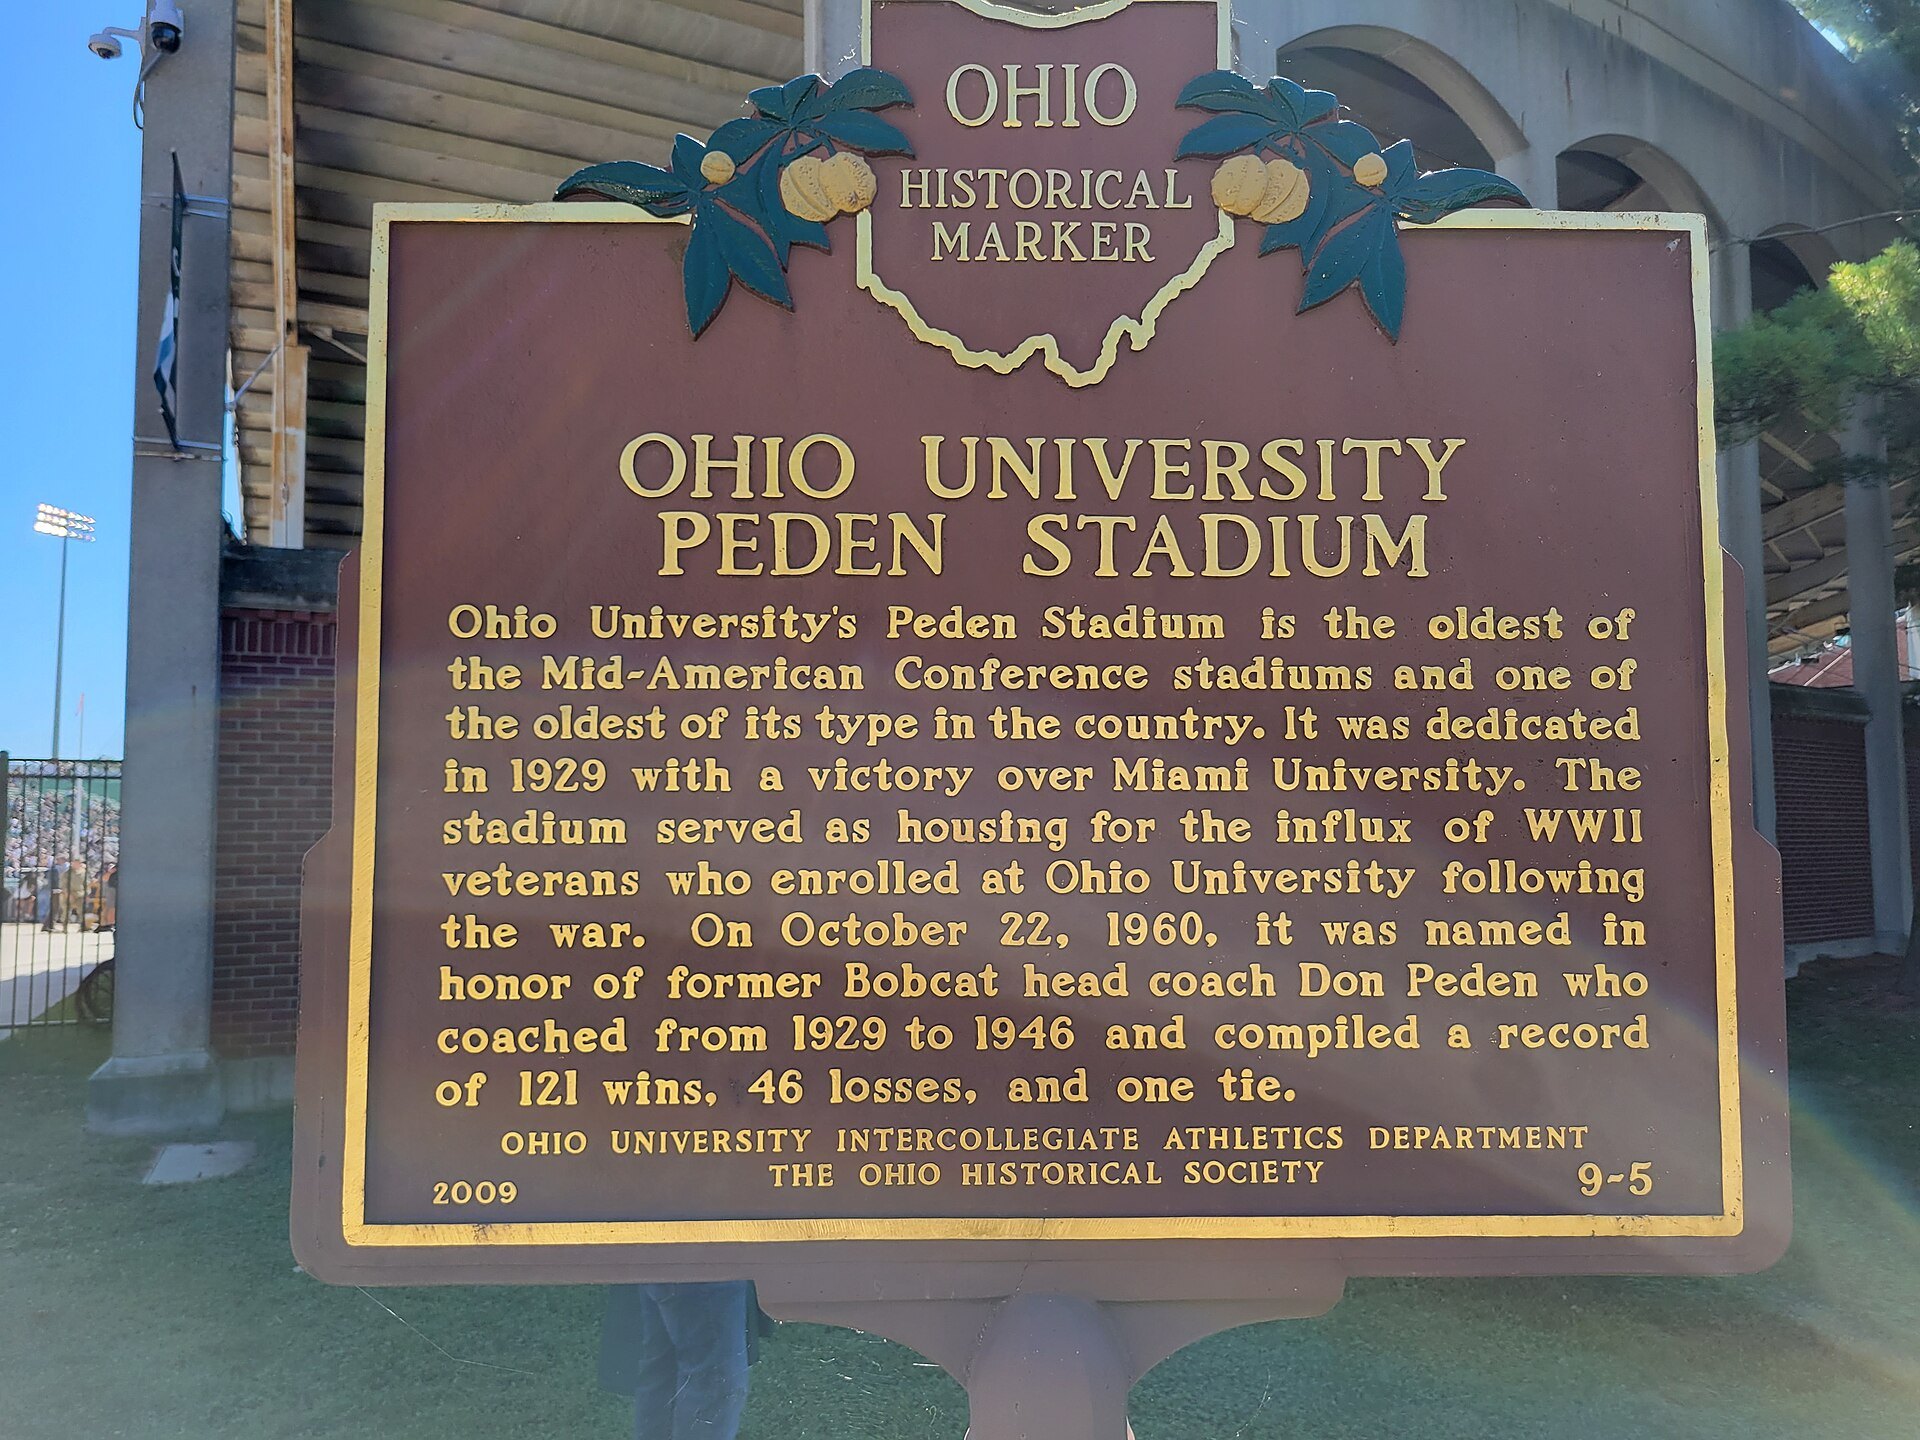 OHIO
HISTORICAL
MARKER
OHIO UNIVERSITY
PEDEN STADIUM
Ohio University's Peden Stadium is the oldest of
the Mid-American Conference stadiums and one of
the oldest of its type in the country. It was dedicated
in 1929 with a victory over Miami University. The
stadium served as housing for the influx of WWII
veterans who enrolled at Ohio University following
the war. On October 22, 1960, it was named in
honor of former Bobcat head coach Don Peden who
coached from 1929 to 1946 and compiled a record
of 121 wins, 46 losses, and one tie.
OHIO UNIVERSITY INTERCOLLEGIATE ATHLETICS DEPARTMENT
THE OHIO HISTORICAL SOCIETY
2009 9-5